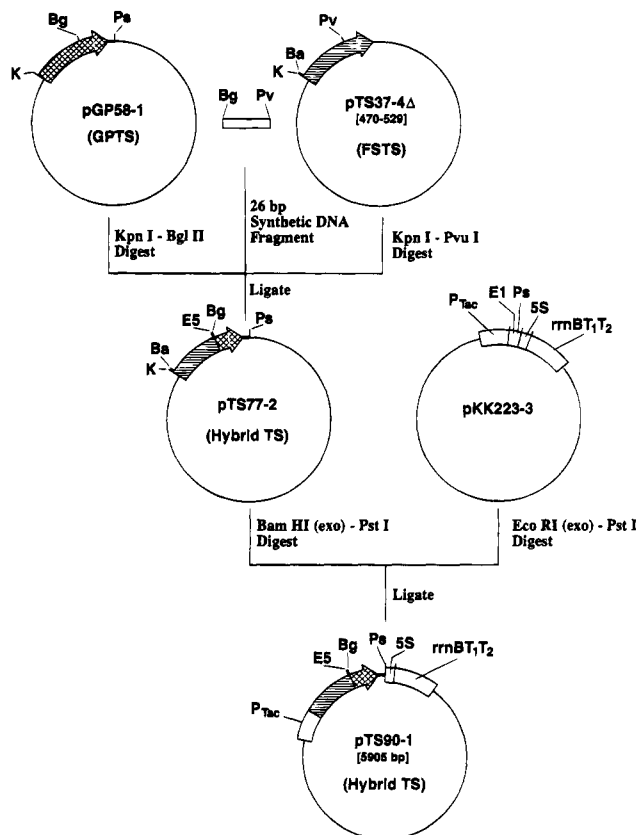 Bg
Ps
K
pGP58-1
(GPTS)
Bg
Pv
Pv
Ba
K
pTS37-4Δ
[470-529]
(FSTS)
Kpn I - Bgl II
Digest
26 bp
Synthetic DNA
Fragment
Kpn I - Pvu I
Digest
Ligate
Bg
E5
Ps
Ba
K
pTS77-2
(Hybrid TS)
E1
Ps
PTac
5S
rrnBT1T2
pKK223-3
Bam HI (exo) - Pst I
Digest
Eco RI (exo) - Pst I
Digest
Ligate
Bg
Ps
5S
E5
rrnBT1T2
PTac
pTS90-1
[5905 bp]
(Hybrid TS)